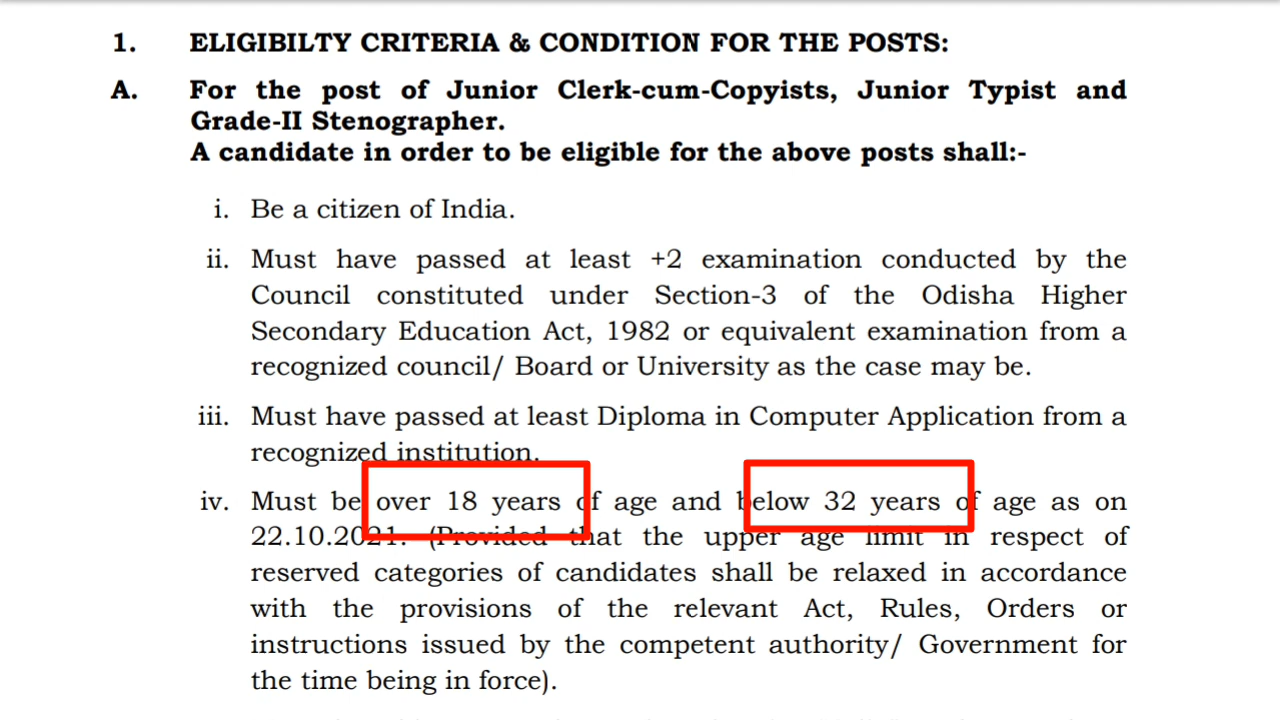 1. ELIGIBILTY CRITERIA & CONDITION FOR THE POSTS:
A. For the post of Junior Clerk-cum-Copyists, Junior Typist and
Grade-II Stenographer.
A candidate in order to be eligible for the above posts shall:-
i. Be a citizen of India.
ii. Must have passed at least +2 examination conducted by the
Council constituted under Section-3 of the Odisha Higher
Secondary Education Act, 1982 or equivalent examination from a
recognized council/ Board or University as the case may be.
iii. Must have passed at least Diploma in Computer Application from a
recognized institution.
iv. Must be over 18 years of age and below 32 years of age as on
22.10.2021. (Provided that the upper age limit in respect of
reserved categories of candidates shall be relaxed in accordance
with the provisions of the relevant Act, Rules, Orders or
instructions issued by the competent authority/ Government for
the time being in force).